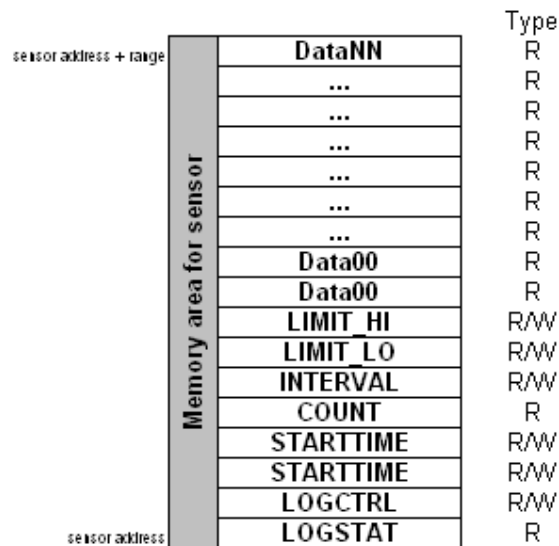 Type
sensor address + range DataNN R
... R
... R
... R
... R
... R
... R
Data00 R
Data00 R
LIMIT_HI R/W
LIMIT_LO R/W
INTERVAL R/W
COUNT R
STARTTIME R/W
STARTTIME R/W
LOGCTRL R/W
sensor address LOGSTAT R
Memory area for sensor